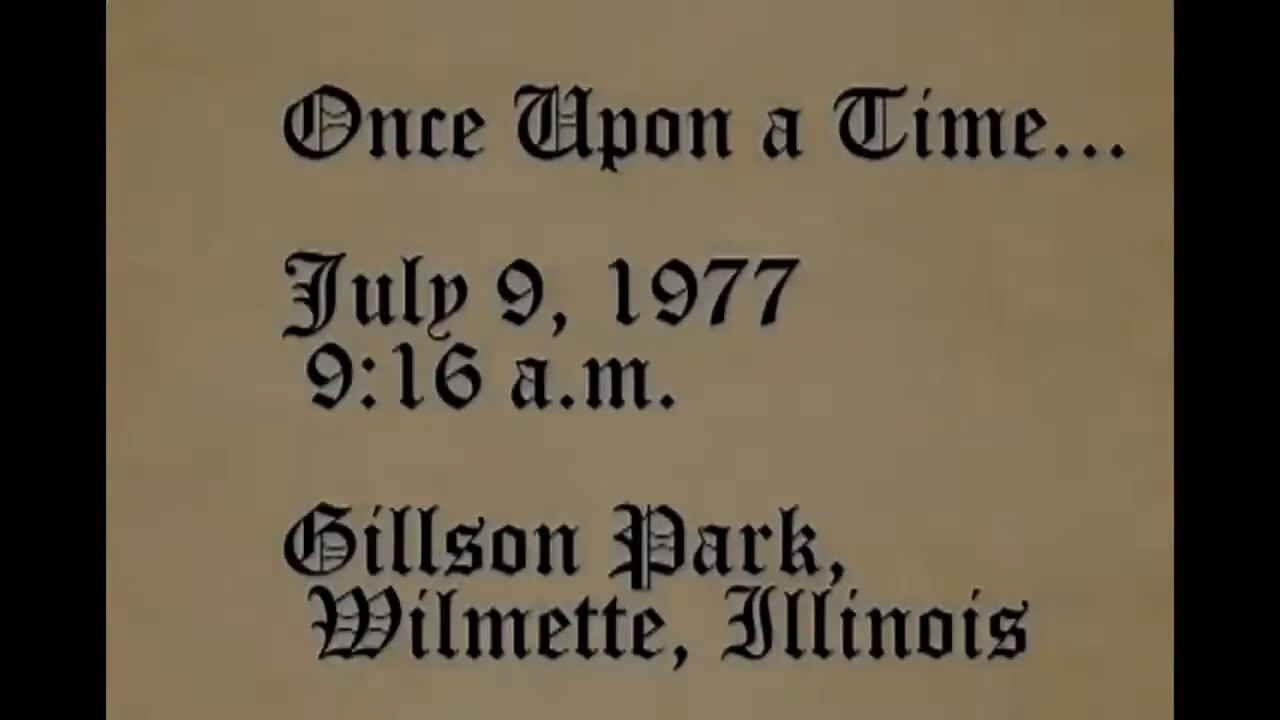 Once Upon a Time...
July 9, 1977
9:16 a.m.
Gillson Park,
Wilmette, Illinois